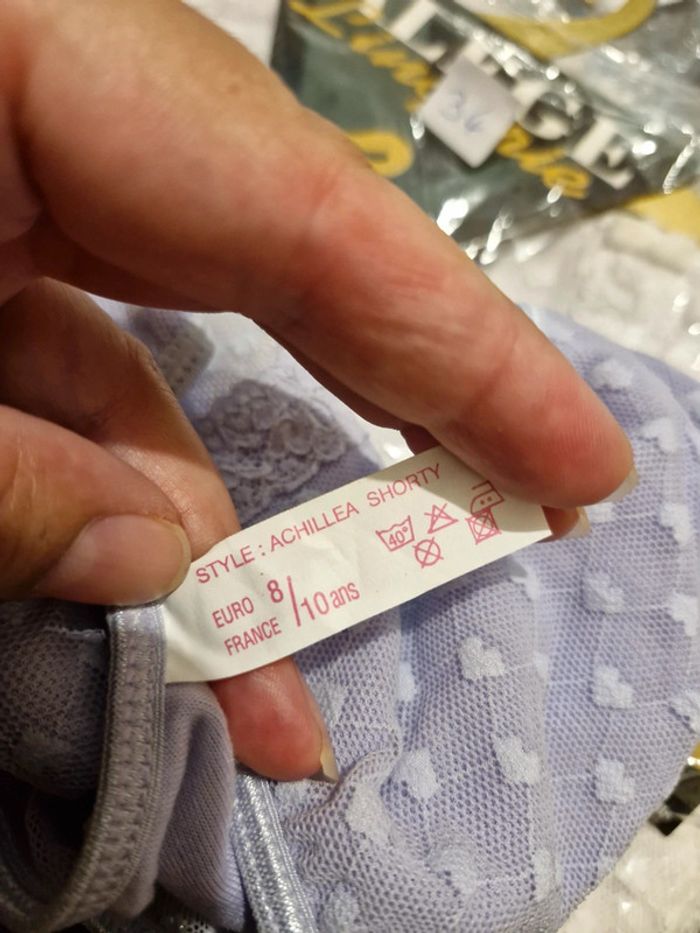 36
STYLE : ACHILLEA SHORTY
40°
EURO 8/10 ans
FRANCE